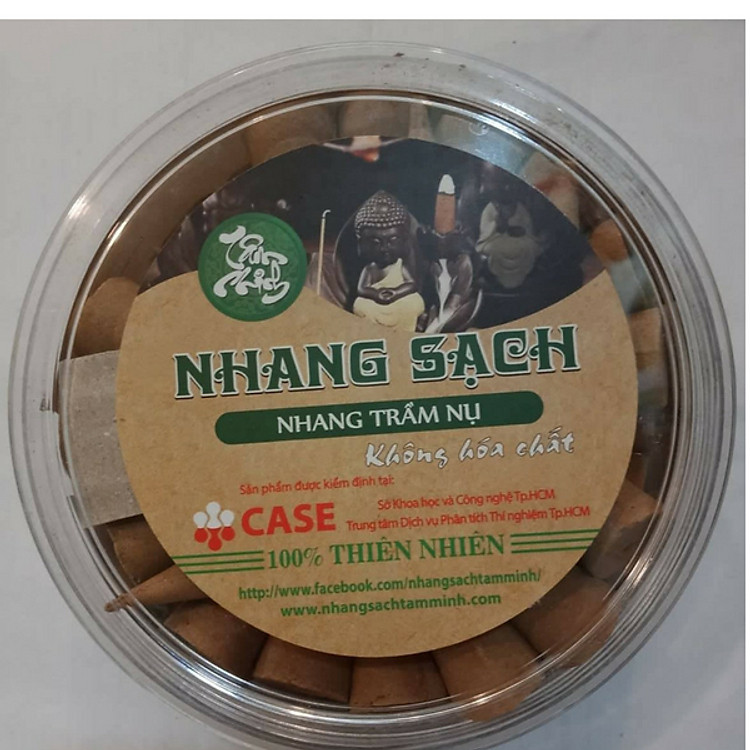 Tâm
Minh
NHANG SẠCH
NHANG TRẦM NỤ
Không hóa chất
Sản phẩm được kiểm định tại:
CASE
Sở Khoa học và Công nghệ Tp.HCM
Trung tâm Dịch vụ Phân tích Thí nghiệm Tp.HCM
100% THIÊN NHIÊN
http://www.facebook.com/nhangsachtamminh/
www.nhangsachtamminh.com